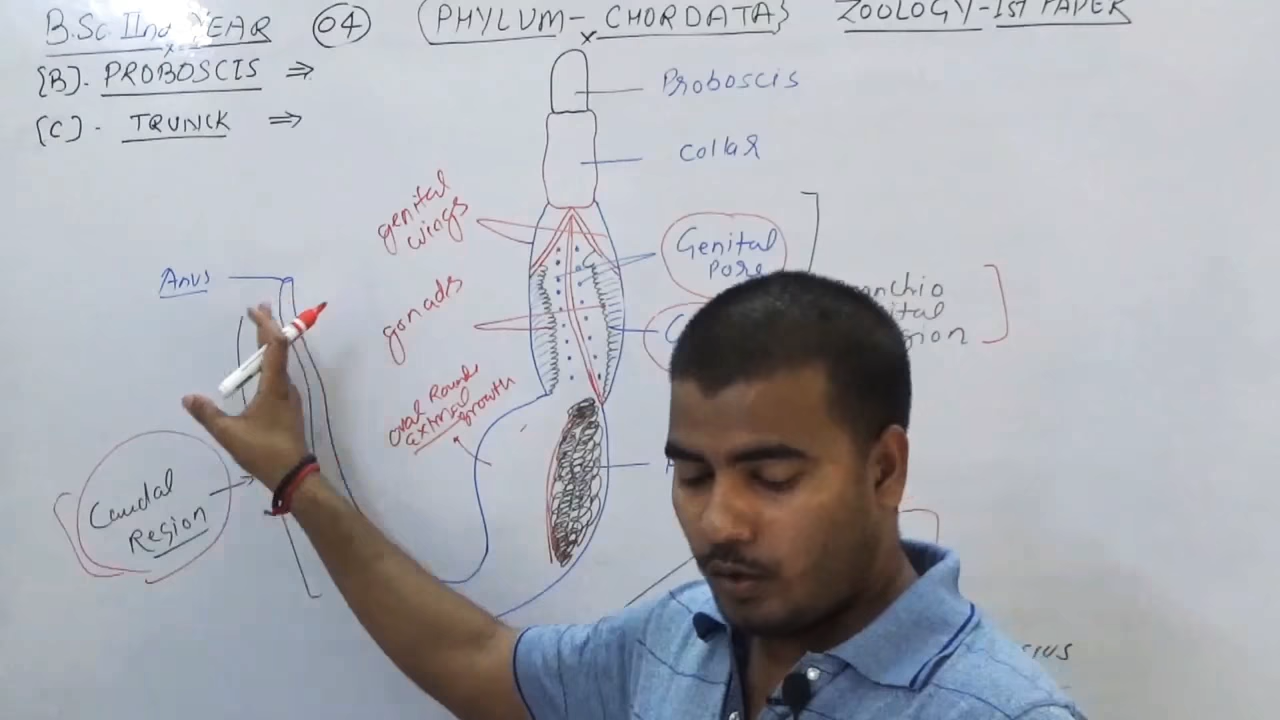 B.Sc. IInd YEAR 04 (PHYLUM - CHORDATA} ZOOLOGY-1ST PAPER
[B]. PROBOSCIS ⇒
[C]. TRUNCK ⇒
Proboscis
Collar
genital
wings
Genital
Pore
gonads
Anus
oval Round
external
growth
Caudal
Region